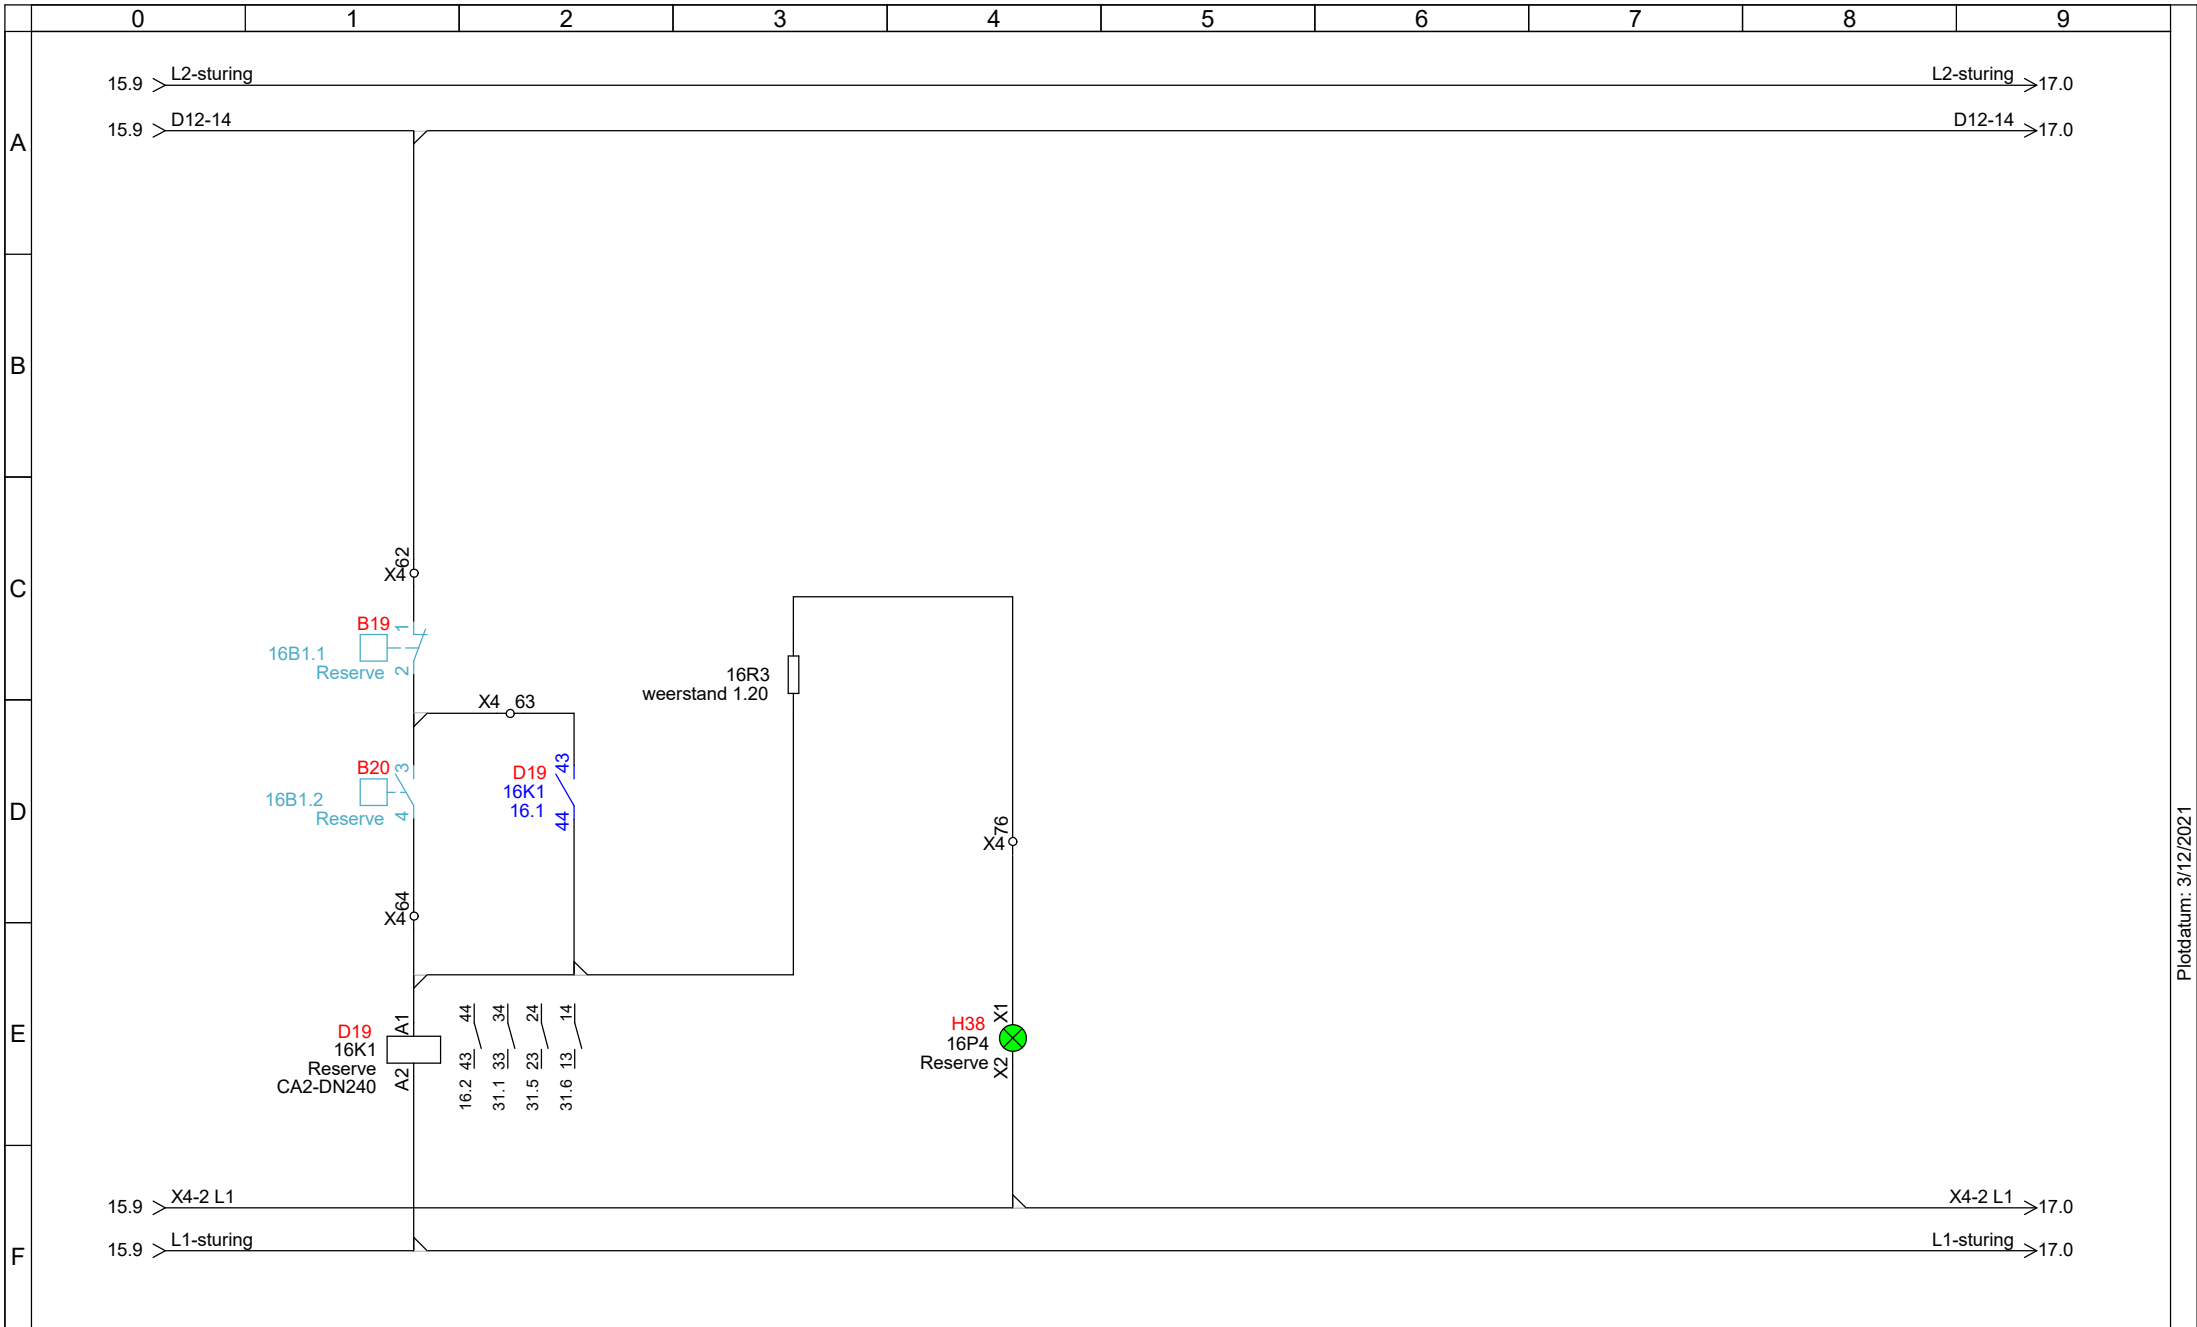 0 1 2 3 4 5 6 7 8 9
15.9 L2-sturing L2-sturing 17.0
15.9 D12-14 D12-14 17.0
A
B
C
D
E
F
X4 62
B19 1
16B1.1
Reserve 2
X4 63
B20 3
16B1.2
Reserve 4
D19 43
16K1
16.1
44
X4 64
16R3
weerstand 1.20
X4 76
D19 A1
16K1
Reserve
CA2-DN240 A2
44 34 24 14
43 33 23 13
16.2 31.1 31.5 31.6
H38 X1
16P4
Reserve X2
15.9 X4-2 L1 X4-2 L1 17.0
15.9 L1-sturing L1-sturing 17.0
Plotdatum: 3/12/2021